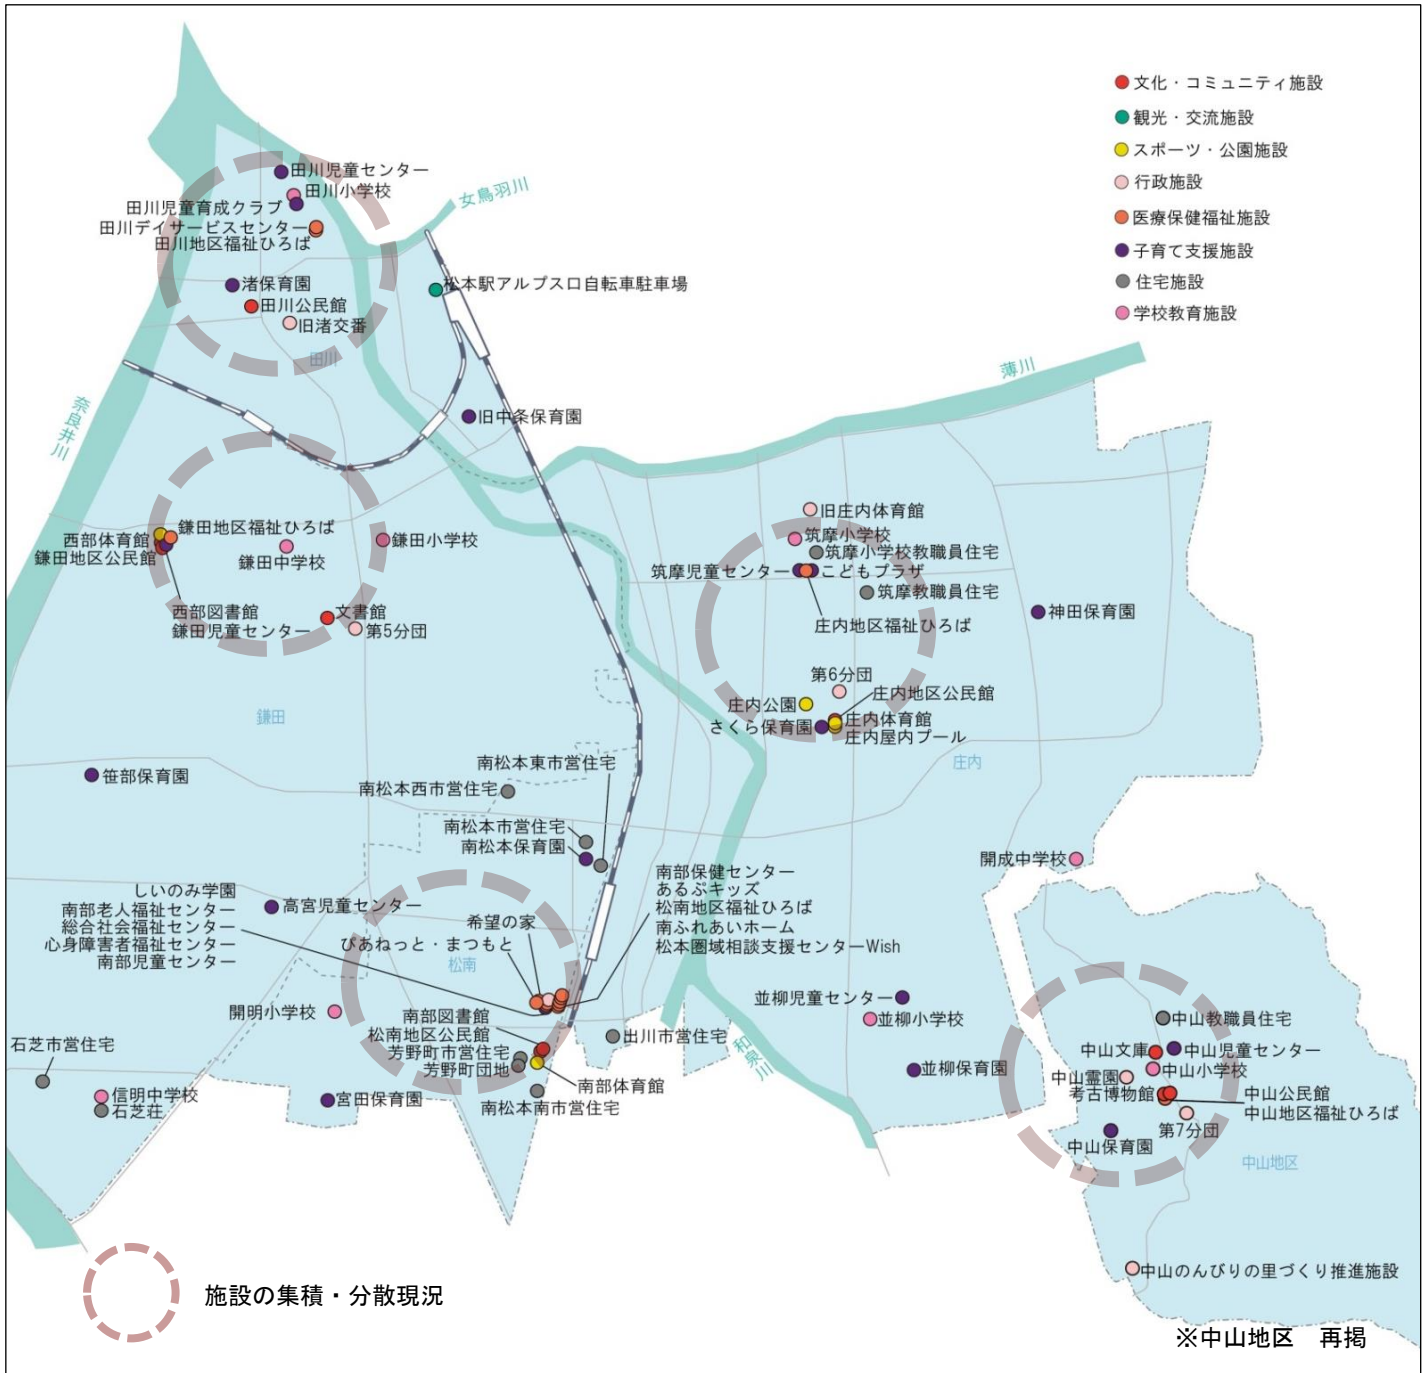 文化・コミュニティ施設
観光・交流施設
スポーツ・公園施設
行政施設
医療保健福祉施設
子育て支援施設
住宅施設
学校教育施設
田川児童センター
田川小学校
田川児童育成クラブ
田川デイサービスセンター
田川地区福祉ひろば
渚保育園
田川公民館
旧渚交番
田川
女鳥羽川
松本駅アルプス口自転車駐車場
奈良井川
旧中条保育園
薄川
鎌田地区福祉ひろば
西部体育館
鎌田地区公民館
鎌田中学校
鎌田小学校
西部図書館
鎌田児童センター
文書館
第5分団
鎌田
旧庄内体育館
筑摩小学校
筑摩小学校教職員住宅
筑摩児童センター
こどもプラザ
筑摩教職員住宅
庄内地区福祉ひろば
神田保育園
第6分団
庄内地区公民館
庄内公園
さくら保育園
庄内体育館
庄内屋内プール
庄内
笹部保育園
南松本東市営住宅
南松本西市営住宅
南松本市営住宅
南松本保育園
開成中学校
しいのみ学園
南部老人福祉センター
総合社会福祉センター
心身障害者福祉センター
南部児童センター
高宮児童センター
希望の家
ぴあねっと・まつもと
松南
南部保健センター
あるぷキッズ
松南地区福祉ひろば
南ふれあいホーム
松本圏域相談支援センターWish
開明小学校
南部図書館
松南地区公民館
芳野町市営住宅
芳野町団地
南部体育館
南松本南市営住宅
出川市営住宅
和泉川
並柳児童センター
並柳小学校
並柳保育園
石芝市営住宅
信明中学校
石芝荘
宮田保育園
中山教職員住宅
中山文庫
中山児童センター
中山小学校
中山霊園
考古博物館
中山公民館
中山地区福祉ひろば
第7分団
中山保育園
中山地区
中山のんびりの里づくり推進施設
施設の集積・分散現況
※中山地区　再掲